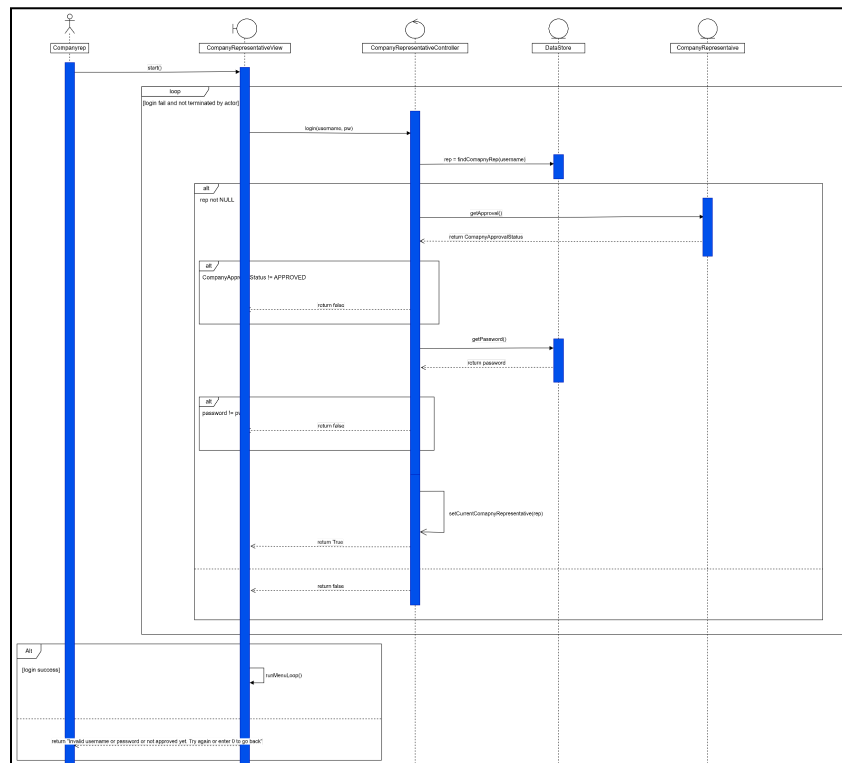 Companyrep
CompanyRepresentativeView
CompanyRepresentativeController
DataStore
CompanyRepresentaive
start()
loop
[login fail and not terminated by actor]
login(username, pw)
rep = findComapnyRep(username)
alt
rep not NULL
getApproval()
return ComapnyApprovalStatus
alt
CompanyApprovalStatus != APPROVED
return false
getPassword()
return password
alt
password != pw
return false
setCurrentComapnyRepresentative(rep)
return True
return false
Alt
[login success]
runMenuLoop()
return "Invalid username or password or not approved yet. Try again or enter 0 to go back"